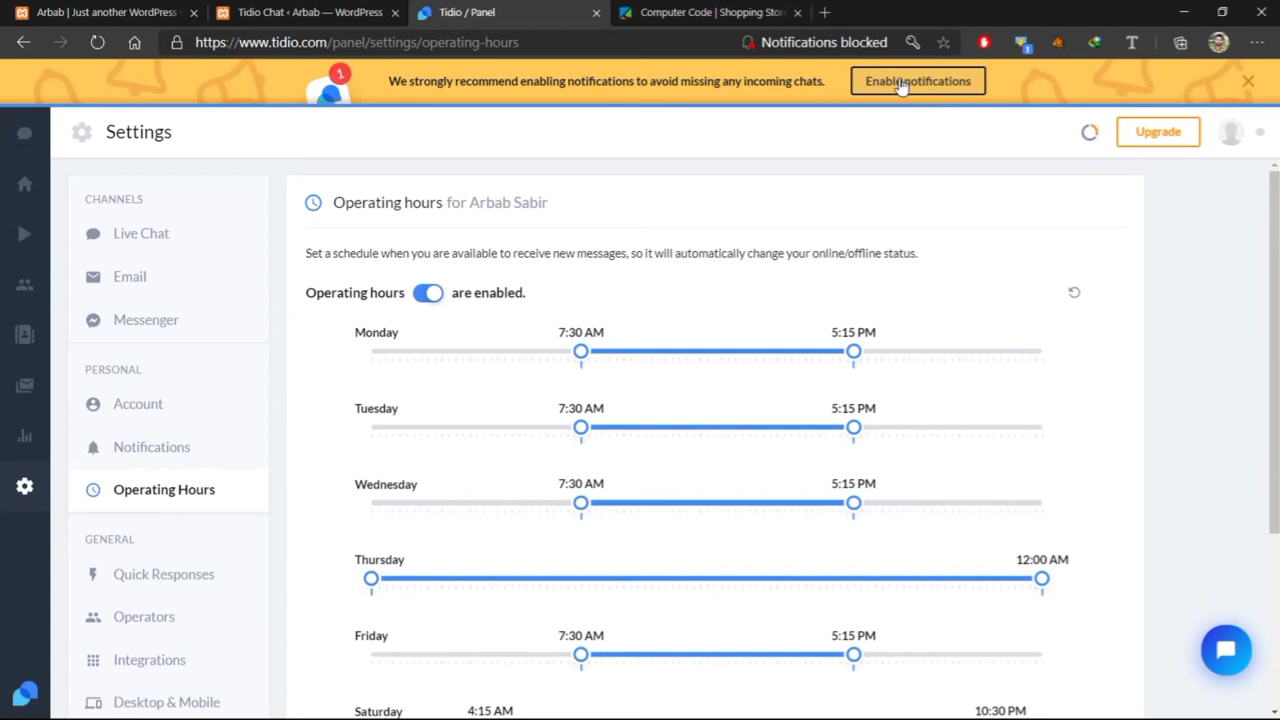 Arbab | Just another WordPress
Tidio Chat ‹ Arbab — WordPress
Tidio / Panel
Computer Code | Shopping Stor
https://www.tidio.com/panel/settings/operating-hours
Notifications blocked
1
We strongly recommend enabling notifications to avoid missing any incoming chats.
Enable notifications
Settings
Upgrade
CHANNELS
Live Chat
Email
Messenger
PERSONAL
Account
Notifications
Operating Hours
GENERAL
Quick Responses
Operators
Integrations
Desktop & Mobile
Operating hours for Arbab Sabir
Set a schedule when you are available to receive new messages, so it will automatically change your online/offline status.
Operating hours are enabled.
Monday 7:30 AM 5:15 PM
Tuesday 7:30 AM 5:15 PM
Wednesday 7:30 AM 5:15 PM
Thursday 12:00 AM
Friday 7:30 AM 5:15 PM
Saturday 4:15 AM 10:30 PM